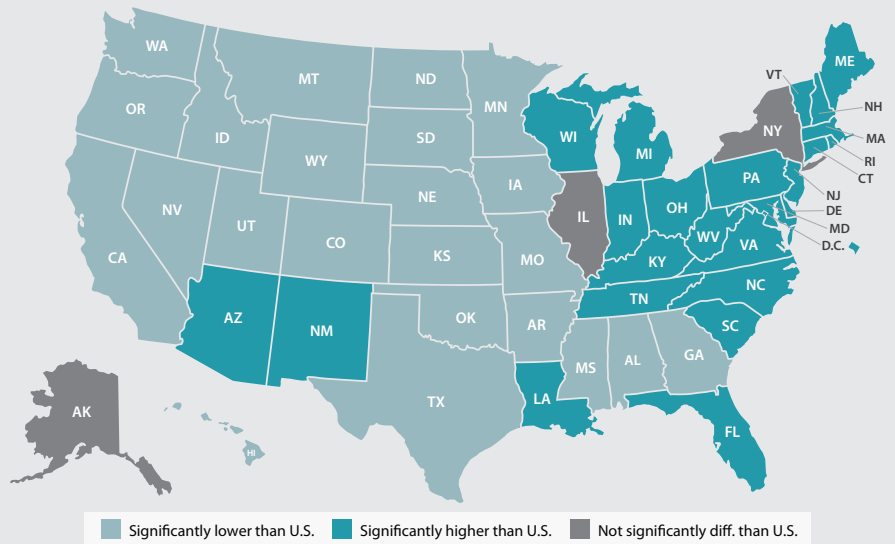 WA
MT
ND
MN
OR
ID
SD
WY
WI
MI
VT
ME
NH
NY
MA
RI
CT
NV
UT
CO
NE
IA
IL
IN
OH
PA
NJ
DE
MD
D.C.
WV
VA
CA
KS
MO
KY
NC
AZ
NM
OK
AR
TN
SC
TX
LA
MS
AL
GA
FL
AK
HI
Significantly lower than U.S.
Significantly higher than U.S.
Not significantly diff. than U.S.